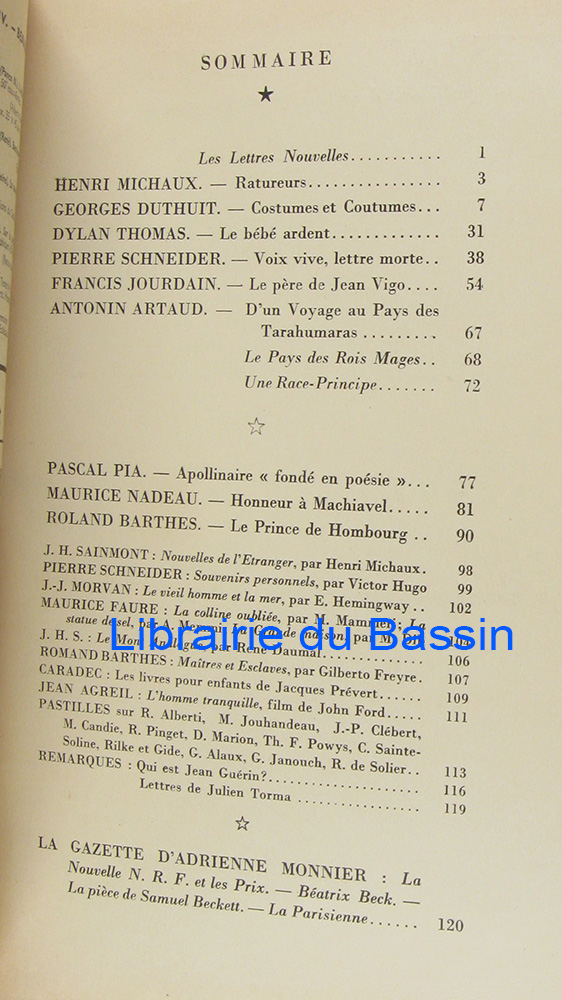 SOMMAIRE
Les Lettres Nouvelles........... 1
HENRI MICHAUX. — Ratureurs................ 3
GEORGES DUTHUIT. — Costumes et Coutumes... 7
DYLAN THOMAS. — Le bébé ardent............. 31
PIERRE SCHNEIDER. — Voix vive, lettre morte.. 38
FRANCIS JOURDAIN. — Le père de Jean Vigo.... 54
ANTONIN ARTAUD. — D'un Voyage au Pays des
Tarahumaras ......... 67
Le Pays des Rois Mages.. 68
Une Race-Principe....... 72
PASCAL PIA. — Apollinaire « fondé en poésie »... 77
MAURICE NADEAU. — Honneur à Machiavel..... 81
ROLAND BARTHES. — Le Prince de Hombourg .. 90
J. H. SAINMONT : Nouvelles de l'Etranger, par Henri Michaux. 98
PIERRE SCHNEIDER : Souvenirs personnels, par Victor Hugo 99
J.-J. MORVAN : Le vieil homme et la mer, par E. Hemingway.. 102
MAURICE FAURE : La colline oubliée, par M. Mammeri; La
statue de sel, par A.
Librairie du Bassin
J. H. S. : Le Mont Analogue, par René Daumal.............. 106
ROMAND BARTHES : Maîtres et Esclaves, par Gilberto Freyre. 107
CARADEC : Les livres pour enfants de Jacques Prévert...... 109
JEAN AGREIL : L'homme tranquille, film de John Ford..... 111
PASTILLES sur R. Alberti, M. Jouhandeau, J.-P. Clébert,
M. Candie, R. Pinget, D. Marion, Th. F. Powys, C. Sainte-
Soline, Rilke et Gide, G. Alaux, G. Janouch, R. de Solier.. 113
REMARQUES : Qui est Jean Guérin?................... 116
Lettres de Julien Torma .................. 119
LA GAZETTE D'ADRIENNE MONNIER : La
Nouvelle N. R. F. et les Prix. — Béatrix Beck. —
La pièce de Samuel Beckett. — La Parisienne...... 120